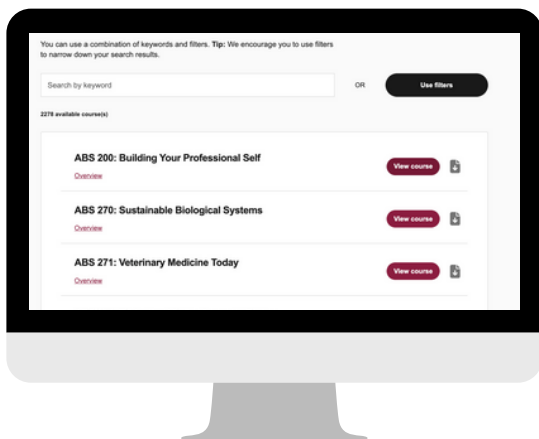 You can use a combination of keywords and filters. Tip: We encourage you to use filters
to narrow down your search results.
Search by keyword
OR
Use filters
2278 available course(s)
ABS 200: Building Your Professional Self
View course
Overview
ABS 270: Sustainable Biological Systems
View course
Overview
ABS 271: Veterinary Medicine Today
View course
Overview